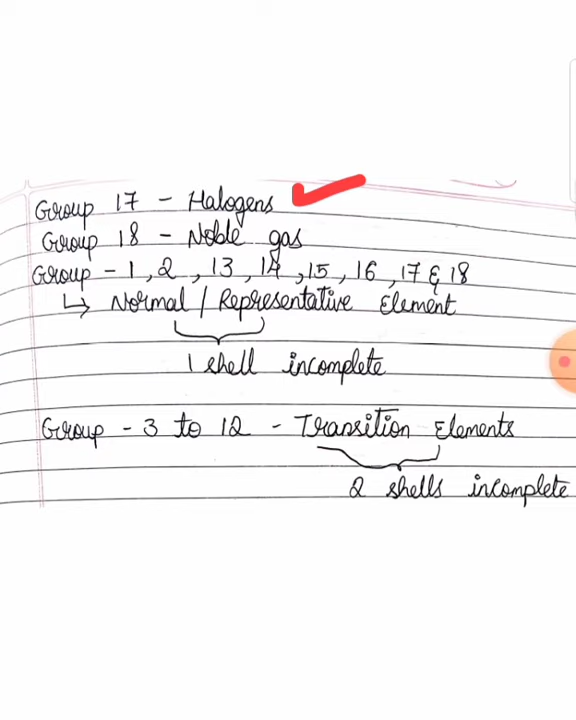 Group 17 - Halogens
Group 18 - Noble gas
Group - 1, 2, 13, 14, 15, 16, 17 & 18
↳ Normal / Representative Element
1 shell incomplete
Group - 3 to 12 - Transition Elements
2 shells incomplete